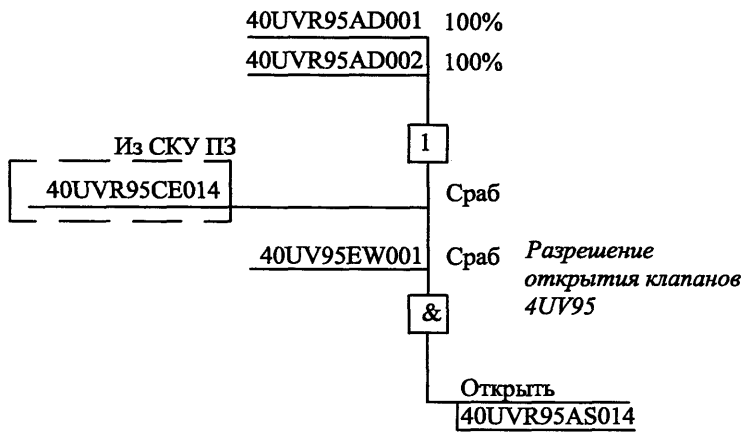 40UVR95AD001 100%
40UVR95AD002 100%
1
Из СКУ ПЗ
40UVR95CE014 Сраб
40UV95EW001 Сраб Разрешение
открытия клапанов
4UV95
&
Открыть
40UVR95AS014